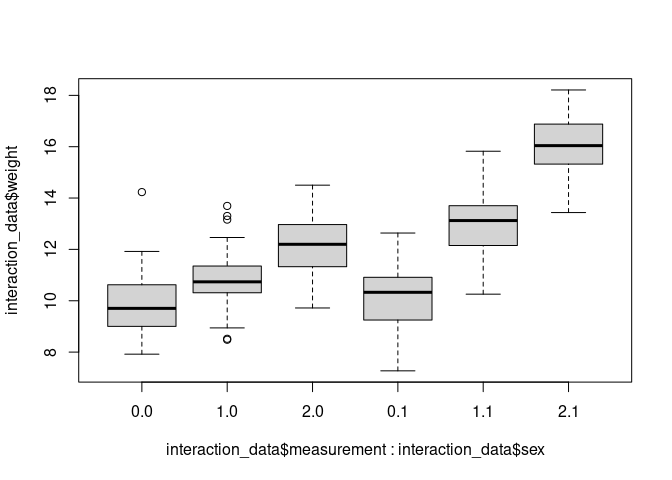 interaction_data$weight
18
16
14
12
10
8
0.0 1.0 2.0 0.1 1.1 2.1
interaction_data$measurement : interaction_data$sex